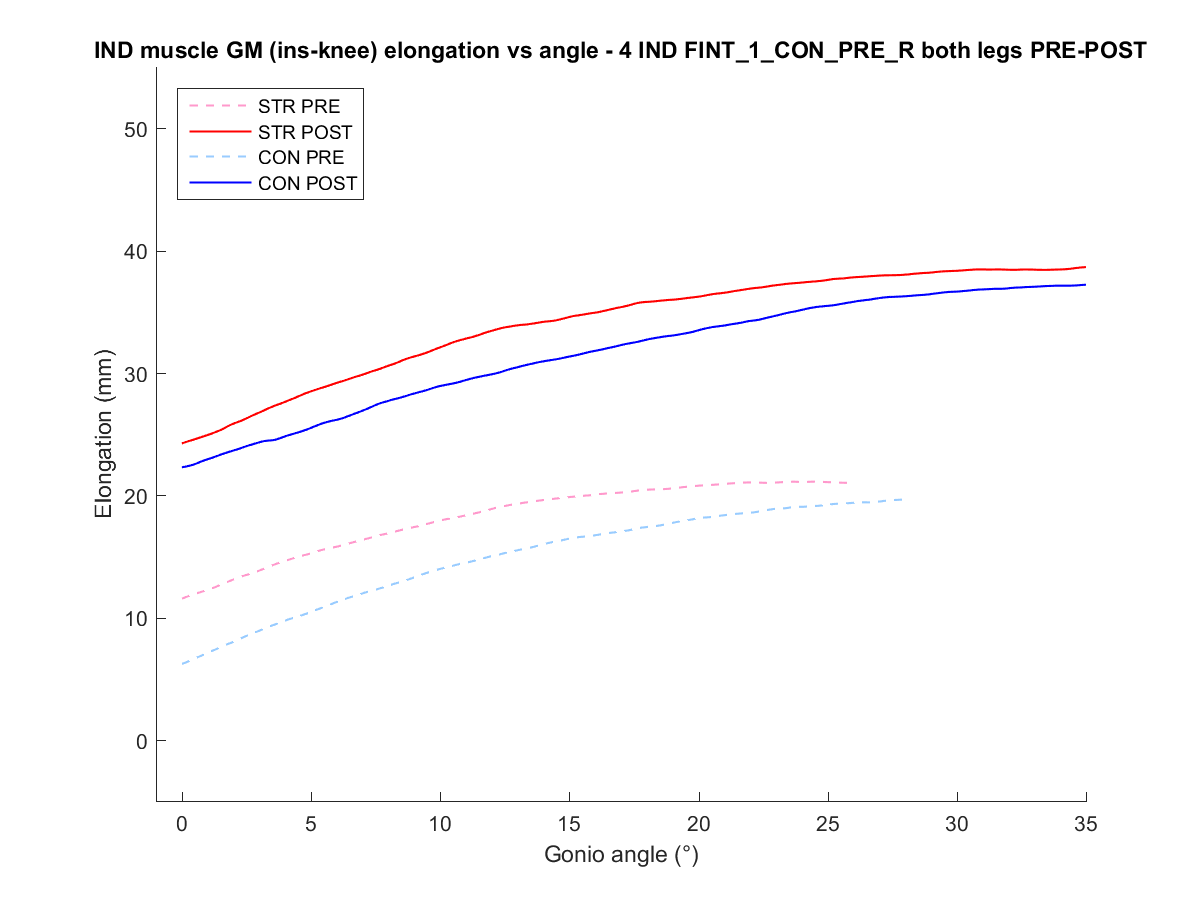 IND muscle GM (ins-knee) elongation vs angle - 4 IND FINT_1_CON_PRE_R both legs PRE-POST
STR PRE
STR POST
CON PRE
CON POST
50
40
30
20
10
0
Elongation (mm)
0 5 10 15 20 25 30 35
Gonio angle (°)